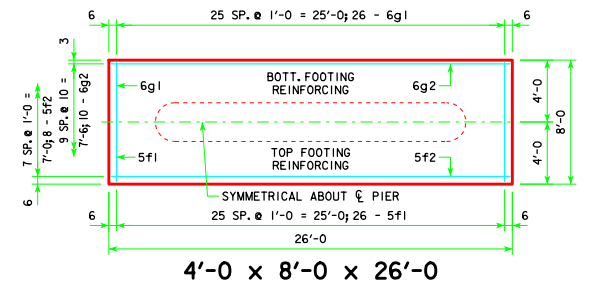 6
25 SP. @ 1'-0 = 25'-0; 26 - 6g1
6
3
9 SP. @ 10 =
7'-6; 10 - 6g2
7 SP. @ 1'-0 =
7'-0; 8 - 5f2
6
6g1
BOTT. FOOTING
REINFORCING
6g2
4'-0
8'-0
4'-0
5f1
TOP FOOTING
REINFORCING
5f2
SYMMETRICAL ABOUT ℄ PIER
6
25 SP. @ 1'-0 = 25'-0; 26 - 5f1
6
26'-0
4'-0 x 8'-0 x 26'-0